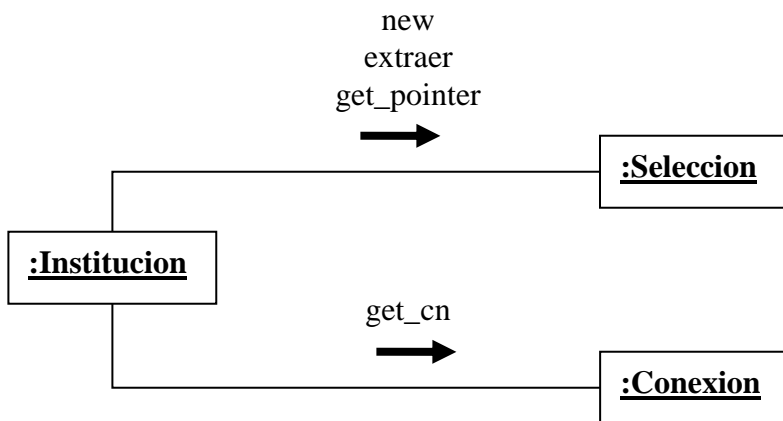 new
extraer
get_pointer
:Seleccion
:Institucion
get_cn
:Conexion